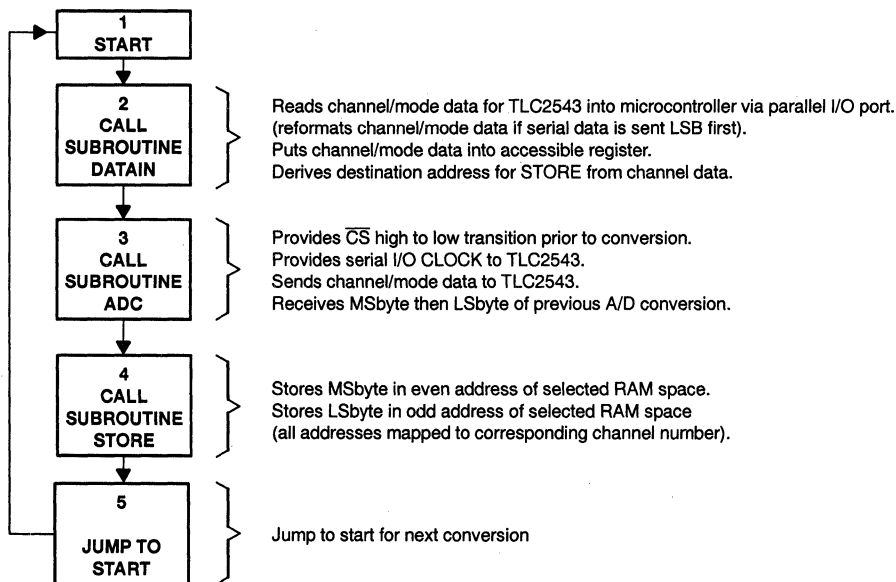 1
START
2
CALL
SUBROUTINE
DATAIN
Reads channel/mode data for TLC2543 into microcontroller via parallel I/O port.
(reformats channel/mode data if serial data is sent LSB first).
Puts channel/mode data into accessible register.
Derives destination address for STORE from channel data.
3
CALL
SUBROUTINE
ADC
Provides C̅S̅ high to low transition prior to conversion.
Provides serial I/O CLOCK to TLC2543.
Sends channel/mode data to TLC2543.
Receives MSbyte then LSbyte of previous A/D conversion.
4
CALL
SUBROUTINE
STORE
Stores MSbyte in even address of selected RAM space.
Stores LSbyte in odd address of selected RAM space
(all addresses mapped to corresponding channel number).
5
JUMP TO
START
Jump to start for next conversion